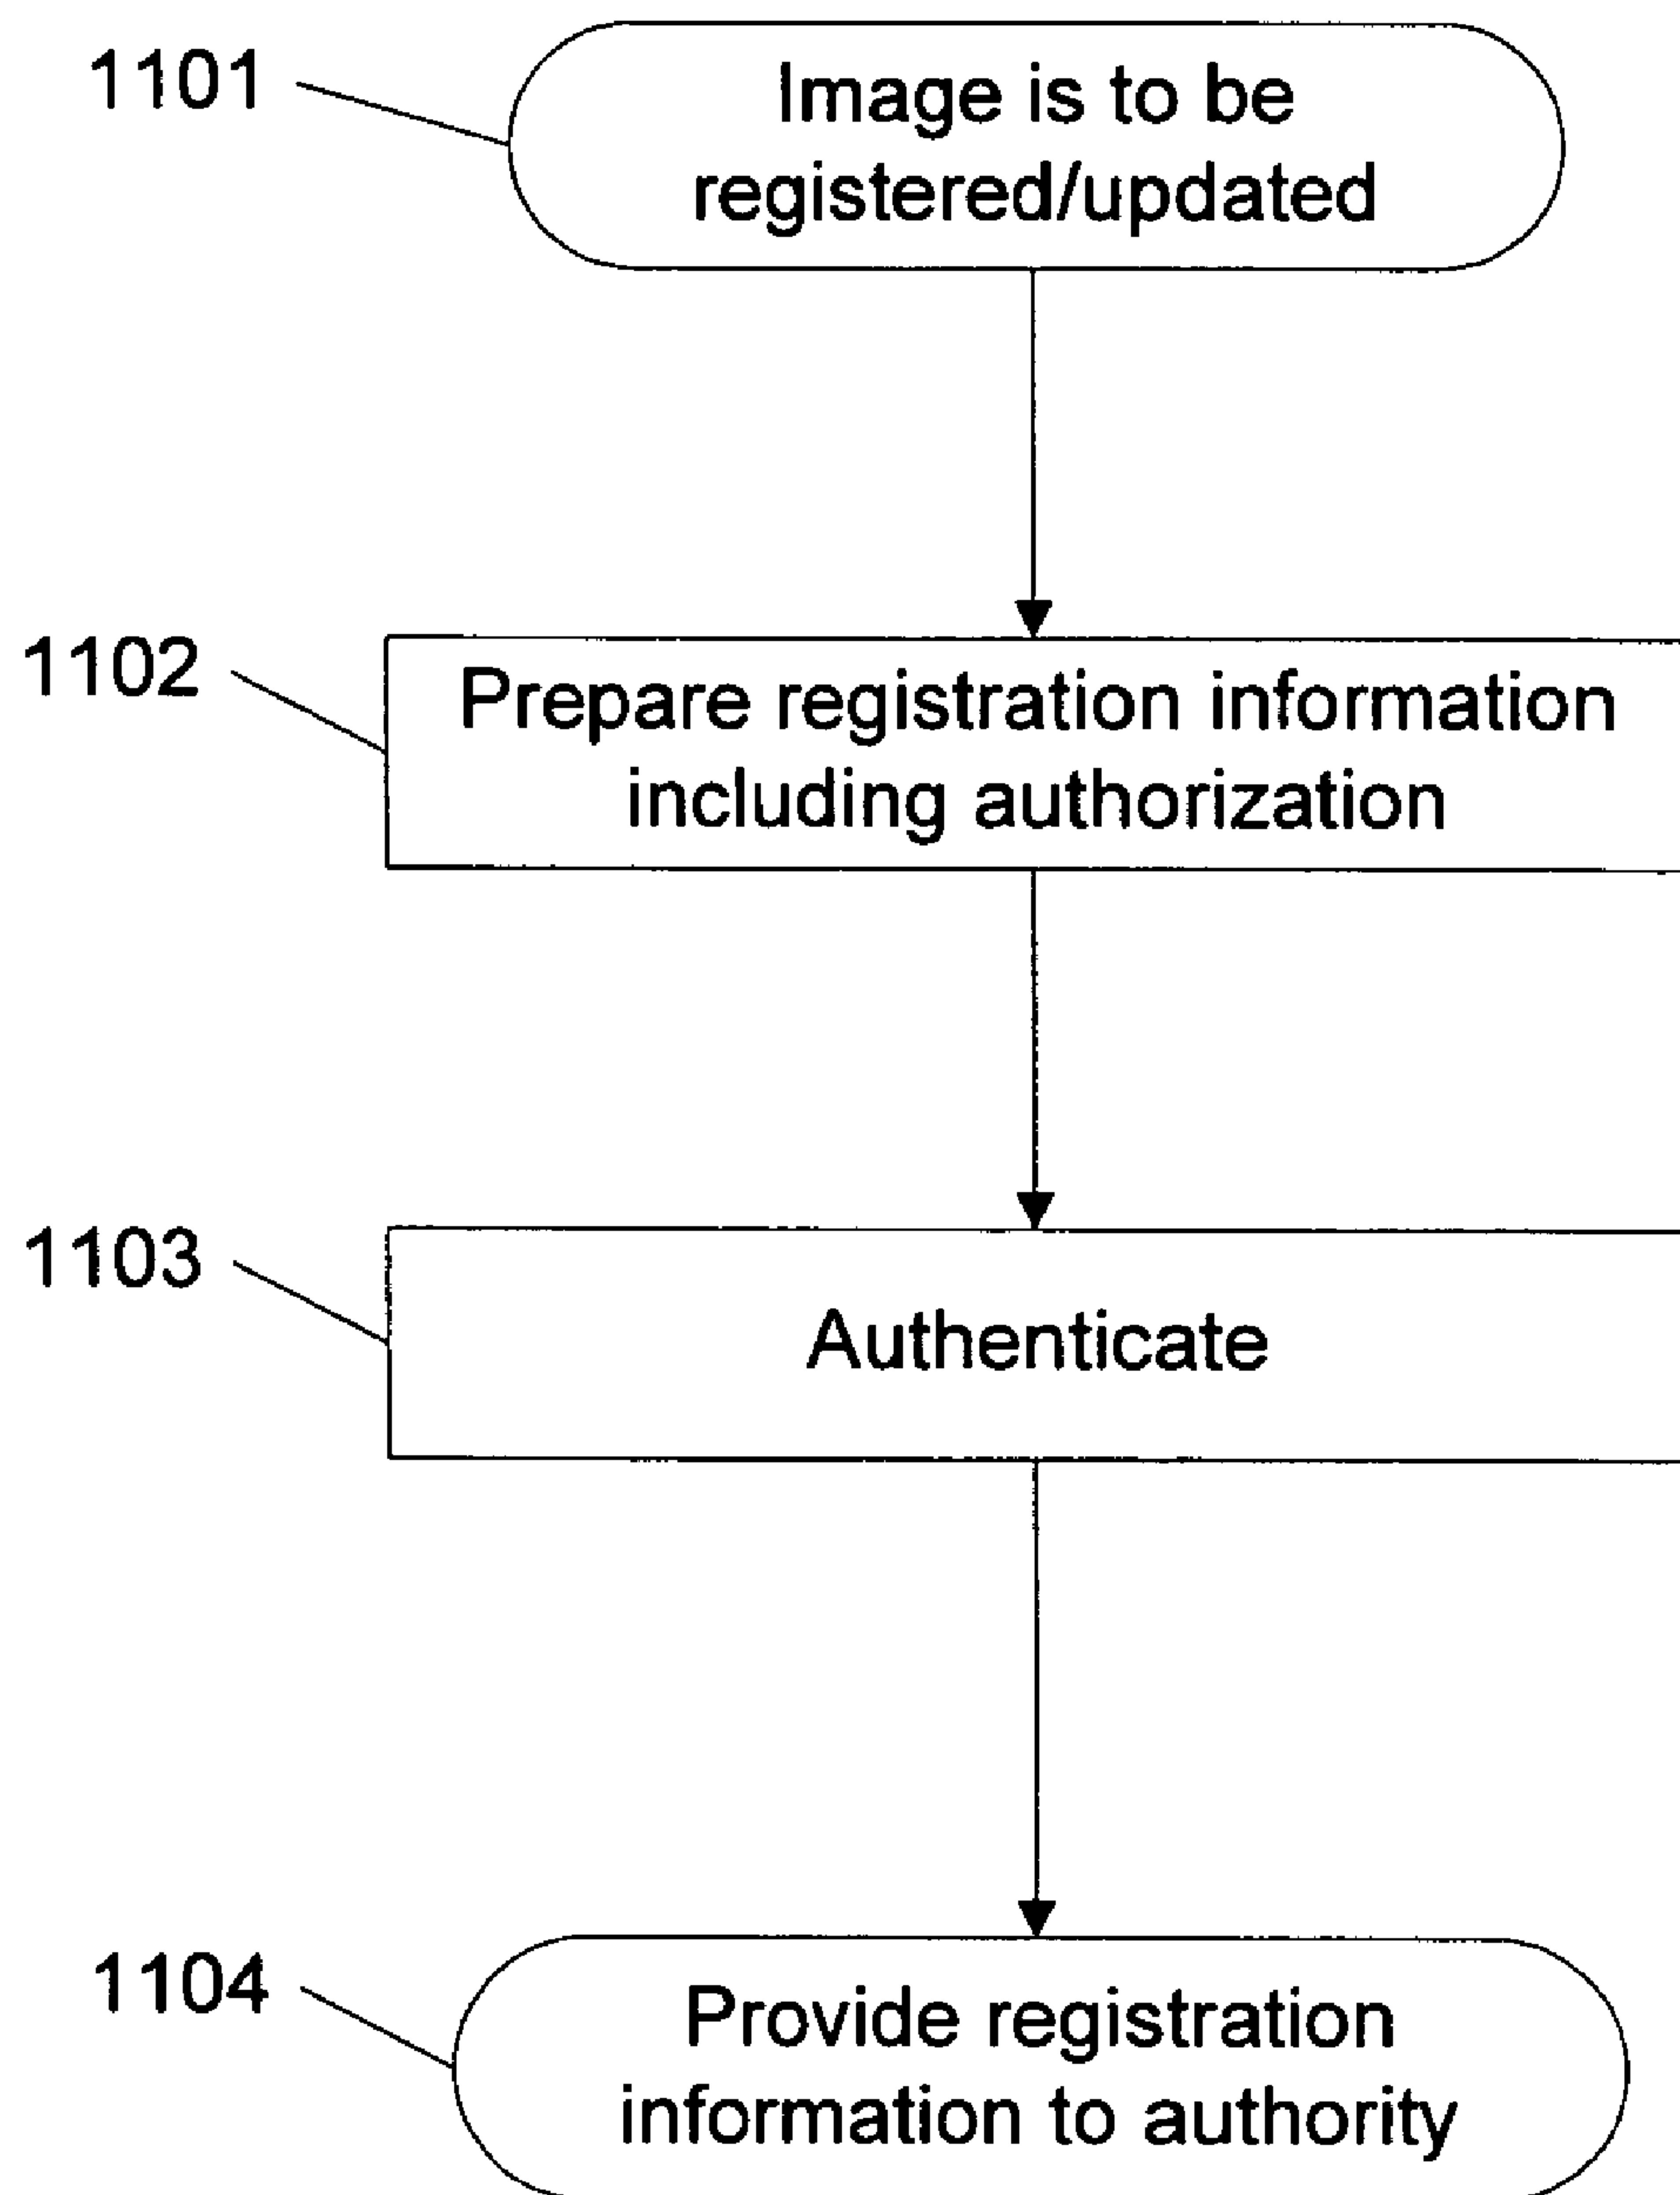 1101
Image is to be
registered/updated
1102
Prepare registration information
including authorization
1103
Authenticate
1104
Provide registration
information to authority